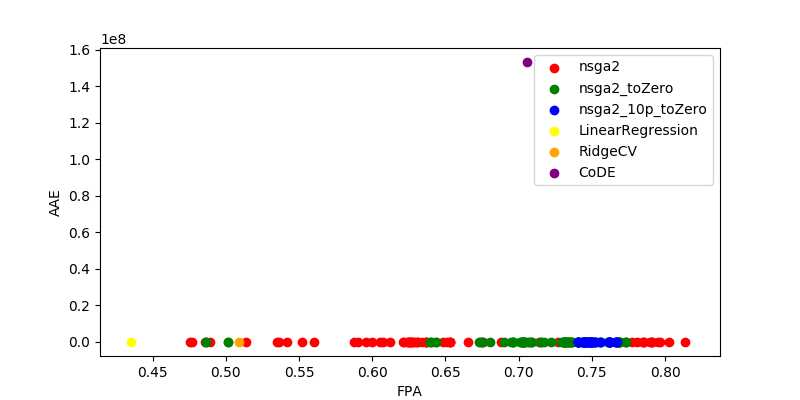 1e8
1.6
1.4
1.2
1.0
0.8
0.6
0.4
0.2
0.0
AAE
nsga2
nsga2_toZero
nsga2_10p_toZero
LinearRegression
RidgeCV
CoDE
0.45 0.50 0.55 0.60 0.65 0.70 0.75 0.80
FPA